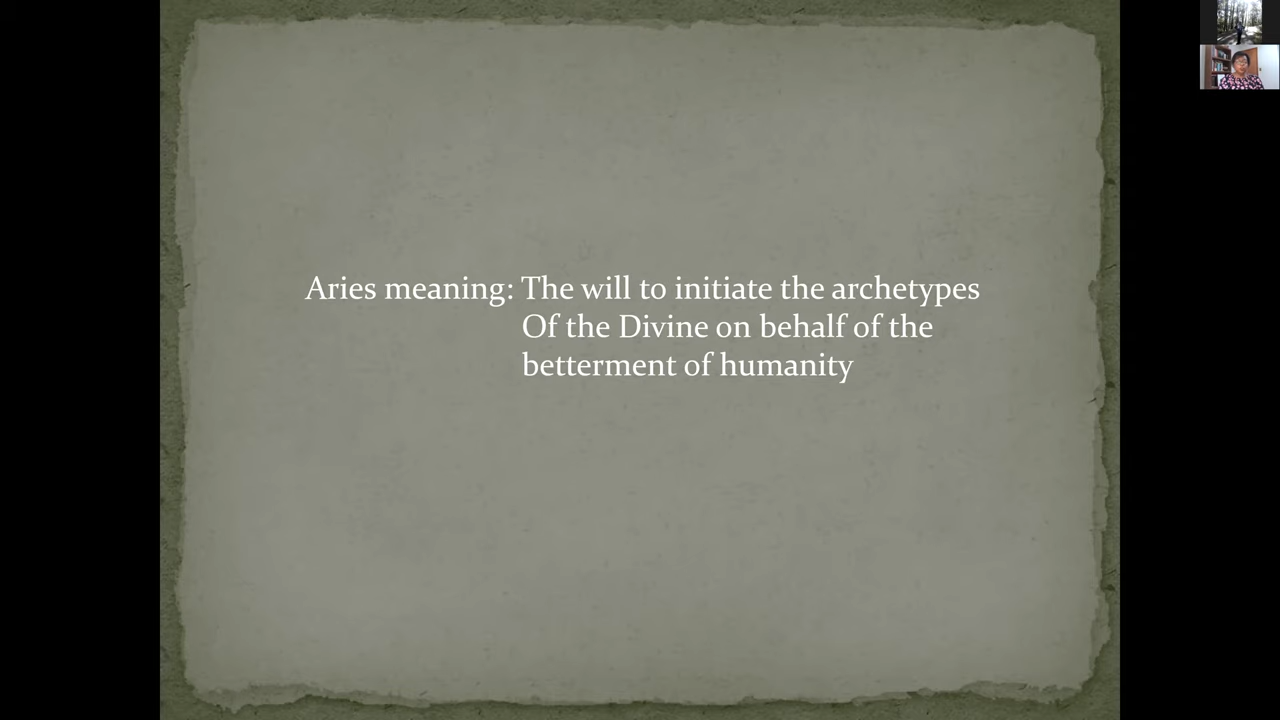 Aries meaning: The will to initiate the archetypes
Of the Divine on behalf of the
betterment of humanity